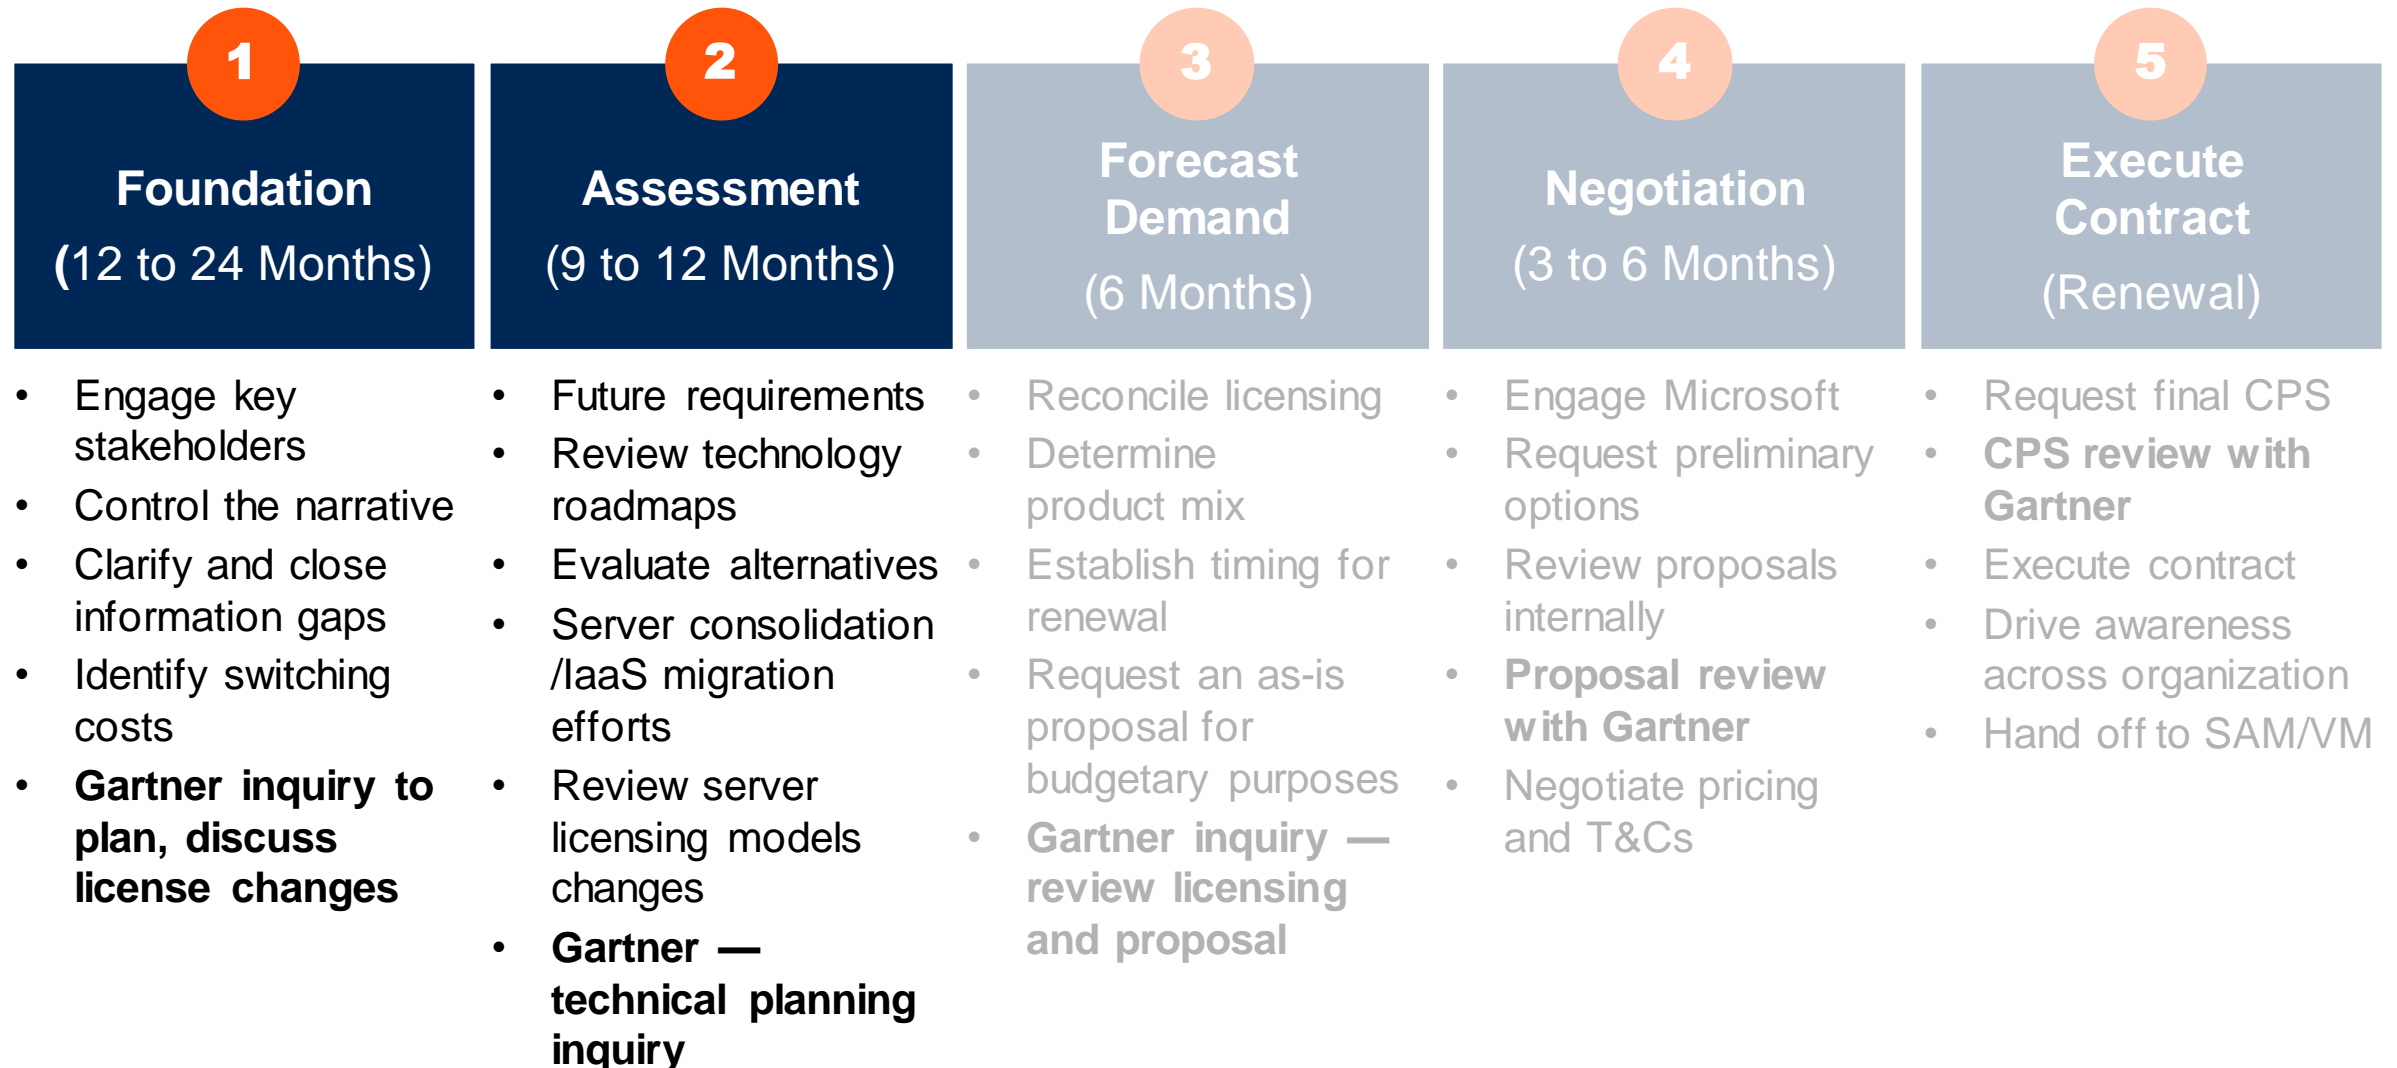 1
Foundation
(12 to 24 Months)
• Engage key
stakeholders
• Control the narrative
• Clarify and close
information gaps
• Identify switching
costs
• Gartner inquiry to
plan, discuss
license changes
2
Assessment
(9 to 12 Months)
• Future requirements
• Review technology
roadmaps
• Evaluate alternatives
• Server consolidation
/IaaS migration
efforts
• Review server
licensing models
changes
• Gartner —
technical planning
inquiry
3
Forecast
Demand
(6 Months)
• Reconcile licensing
• Determine
product mix
• Establish timing for
renewal
• Request an as-is
proposal for
budgetary purposes
• Gartner inquiry —
review licensing
and proposal
4
Negotiation
(3 to 6 Months)
• Engage Microsoft
• Request preliminary
options
• Review proposals
internally
• Proposal review
with Gartner
• Negotiate pricing
and T&Cs
5
Execute
Contract
(Renewal)
• Request final CPS
• CPS review with
Gartner
• Execute contract
• Drive awareness
across organization
• Hand off to SAM/VM